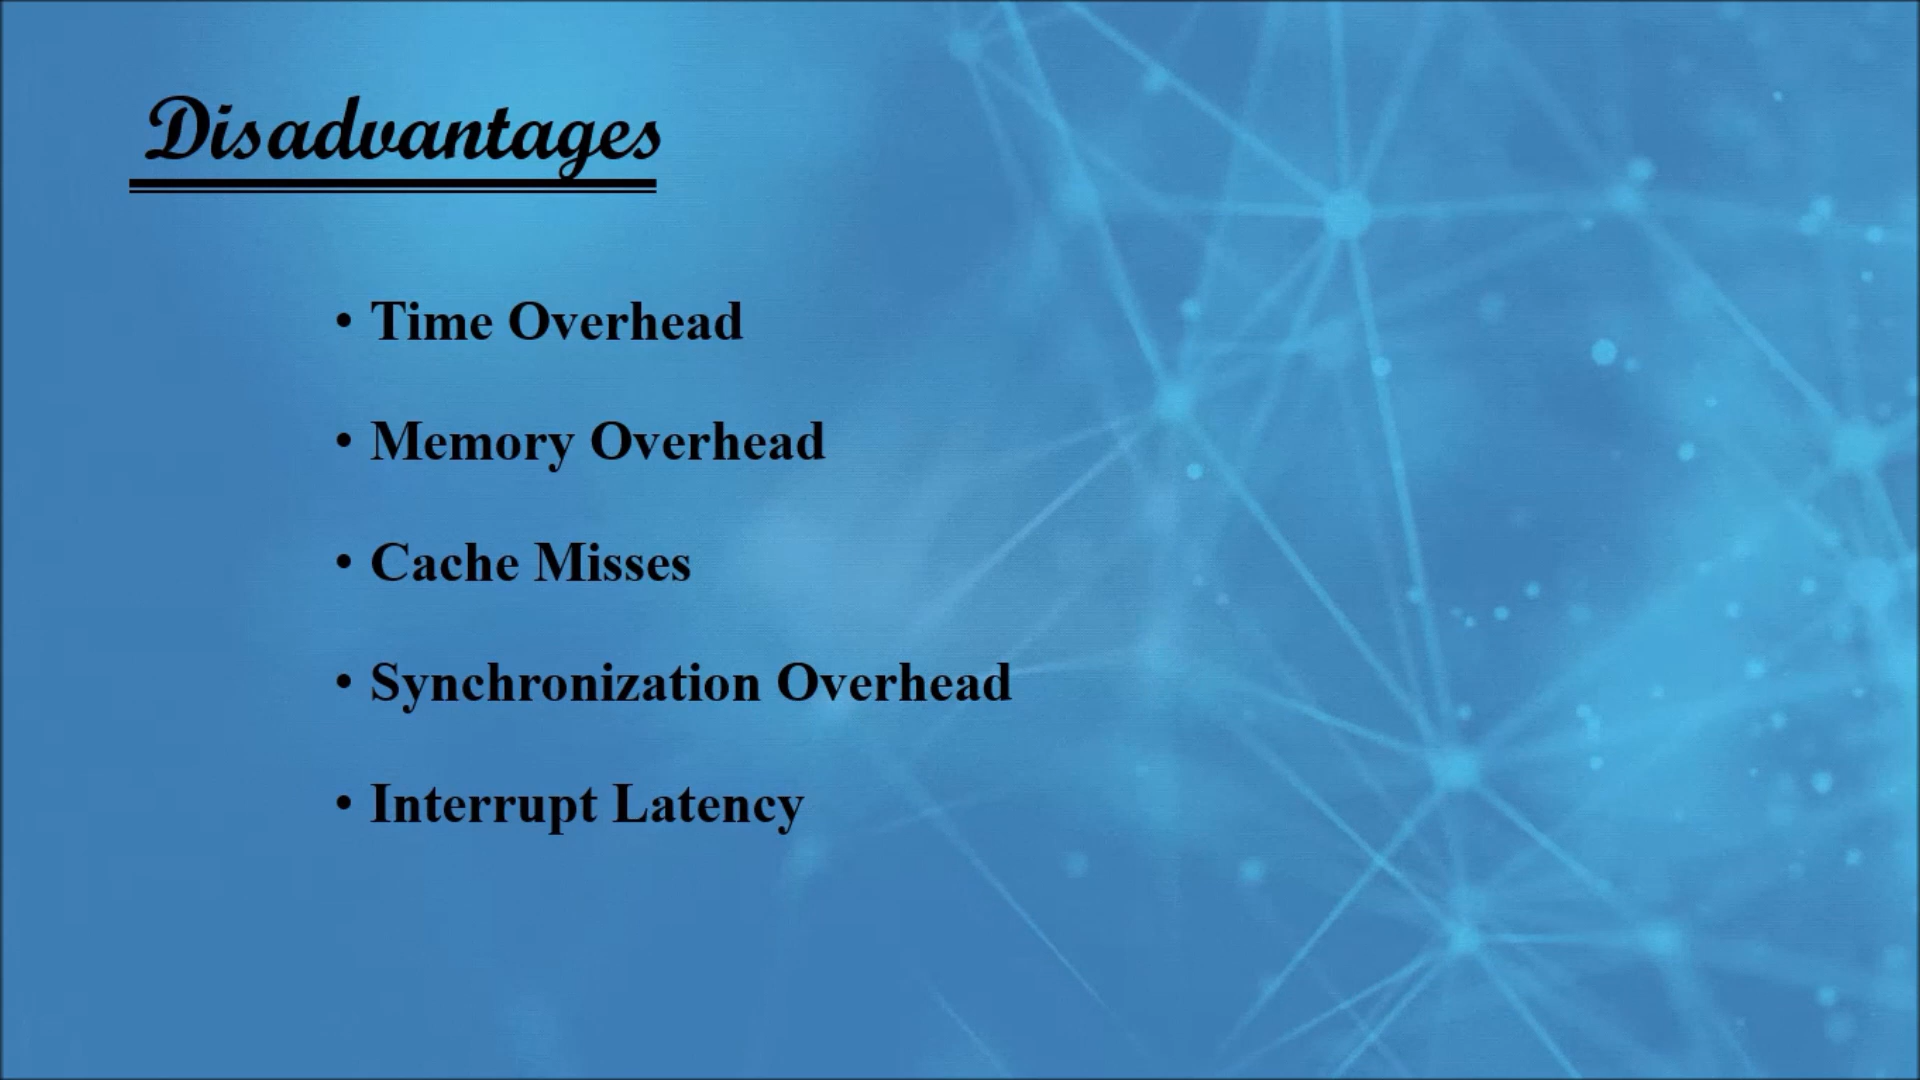 Disadvantages
• Time Overhead
• Memory Overhead
• Cache Misses
• Synchronization Overhead
• Interrupt Latency